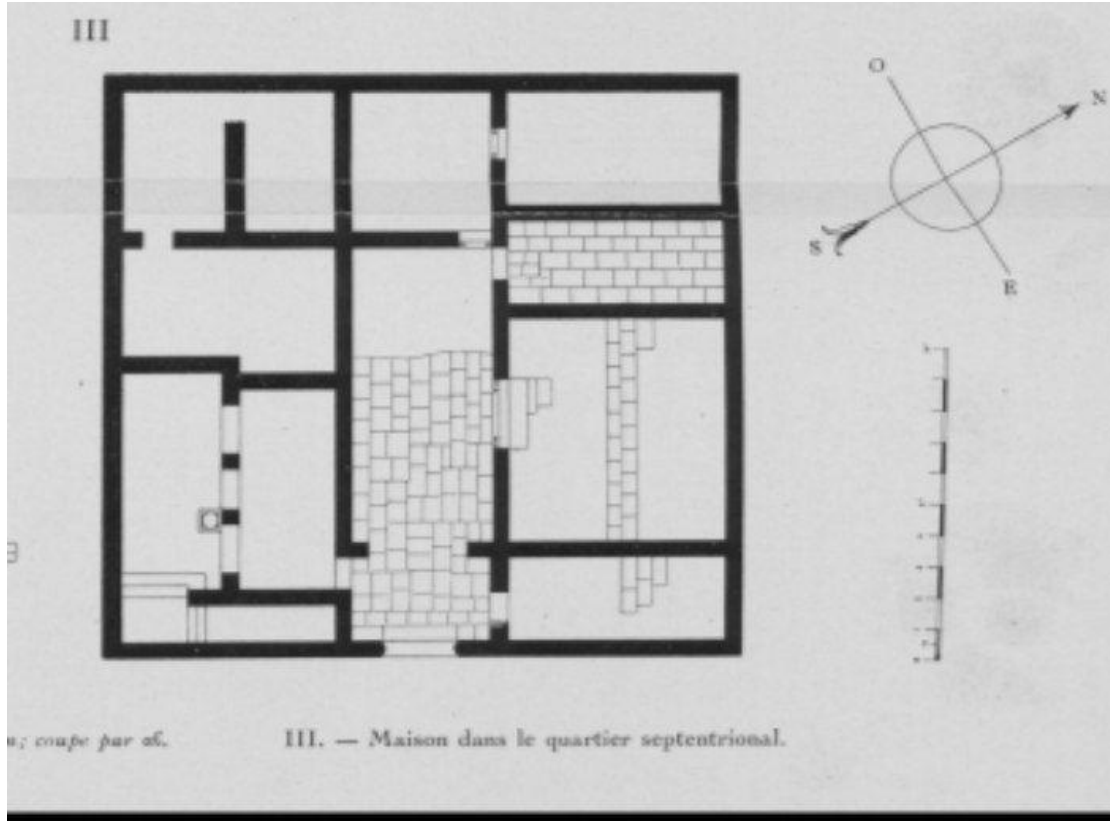 III
O
N
S
E
n; coupe par ab.
III. — Maison dans le quartier septentrional.